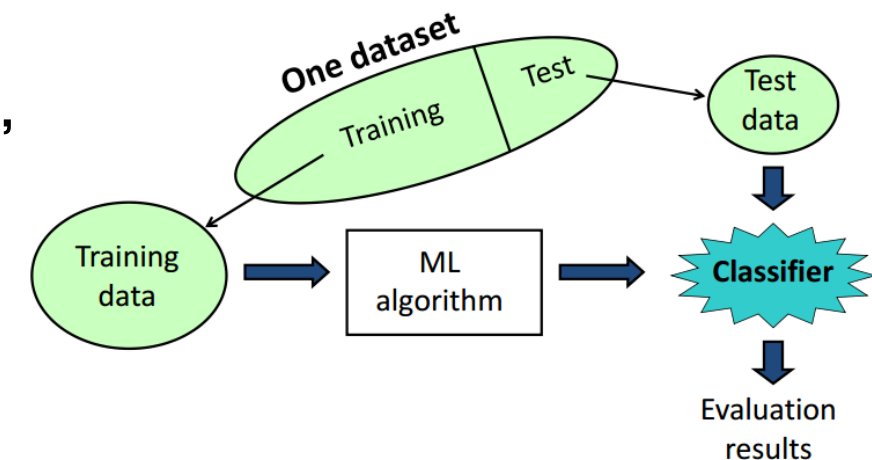 One dataset
,
Training
Test
Test
data
Training
data
ML
algorithm
Classifier
Evaluation
results